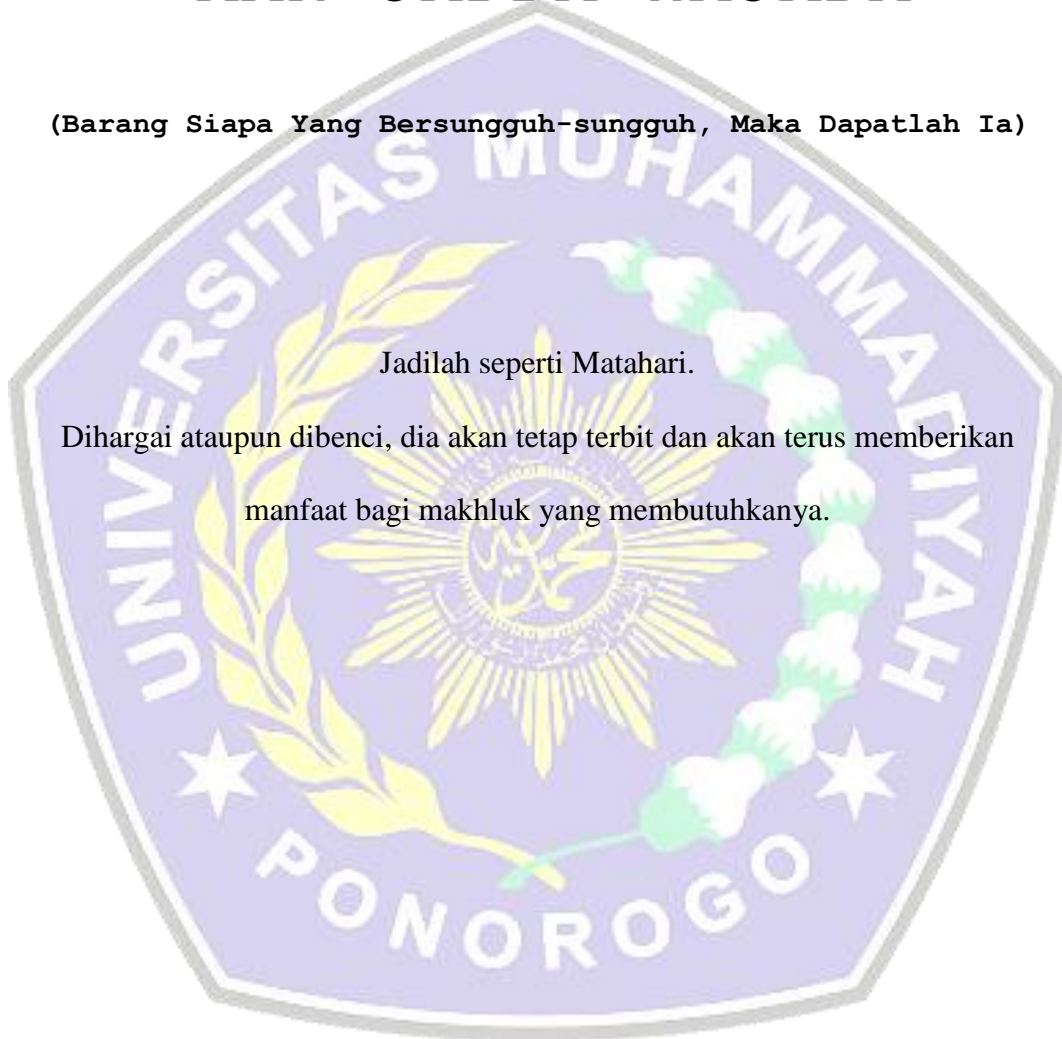 (Barang Siapa Yang Bersungguh-sungguh, Maka Dapatlah Ia)
UNIVERSITAS MUHAMMADIYAH
Jadilah seperti Matahari.
Dihargai ataupun dibenci, dia akan tetap terbit dan akan terus memberikan
manfaat bagi makhluk yang membutuhkanya.
PONOROGO